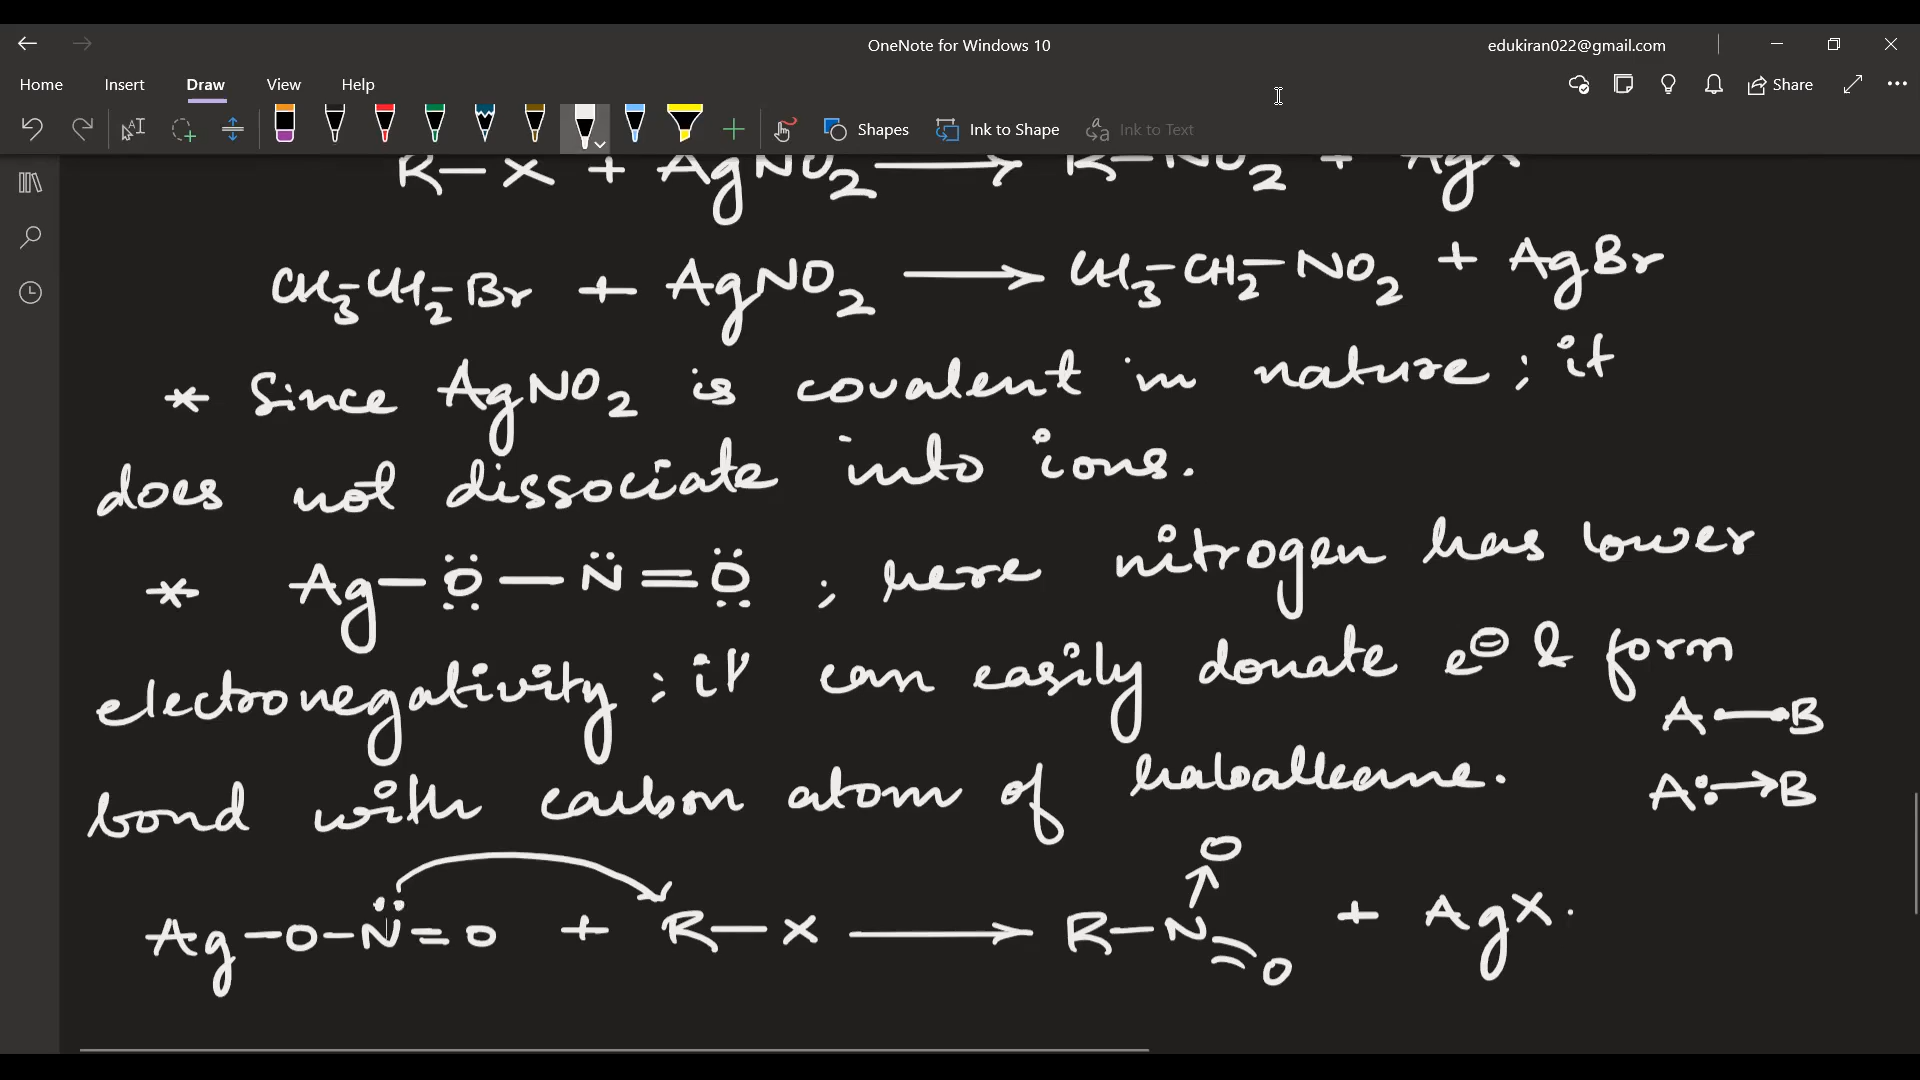 OneNote for Windows 10
edukiran022@gmail.com
Home Insert Draw View Help
Share
Shapes Ink to Shape Ink to Text
R-X + AgNO₂ ⟶ R-NO₂ + AgX
CH₃-CH₂-Br + AgNO₂ ⟶ CH₃-CH₂-NO₂ + AgBr
* Since AgNO₂ is covalent in nature ; it
does not dissociate into ions.
* Ag-Ö-N̈=Ö ; here nitrogen has lower
electronegativity ; it can easily donate e⊖ & form
A—B
bond with carbon atom of haloalkane.
A:→B
O
Ag-O-N̈=O + R-X ⟶ R-N + AgX.
O